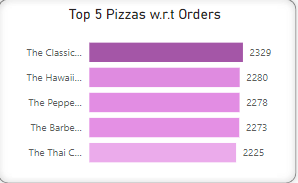 Top 5 Pizzas w.r.t Orders
The Classic... 2329
The Hawaii... 2280
The Peppe... 2278
The Barbe... 2273
The Thai C... 2225